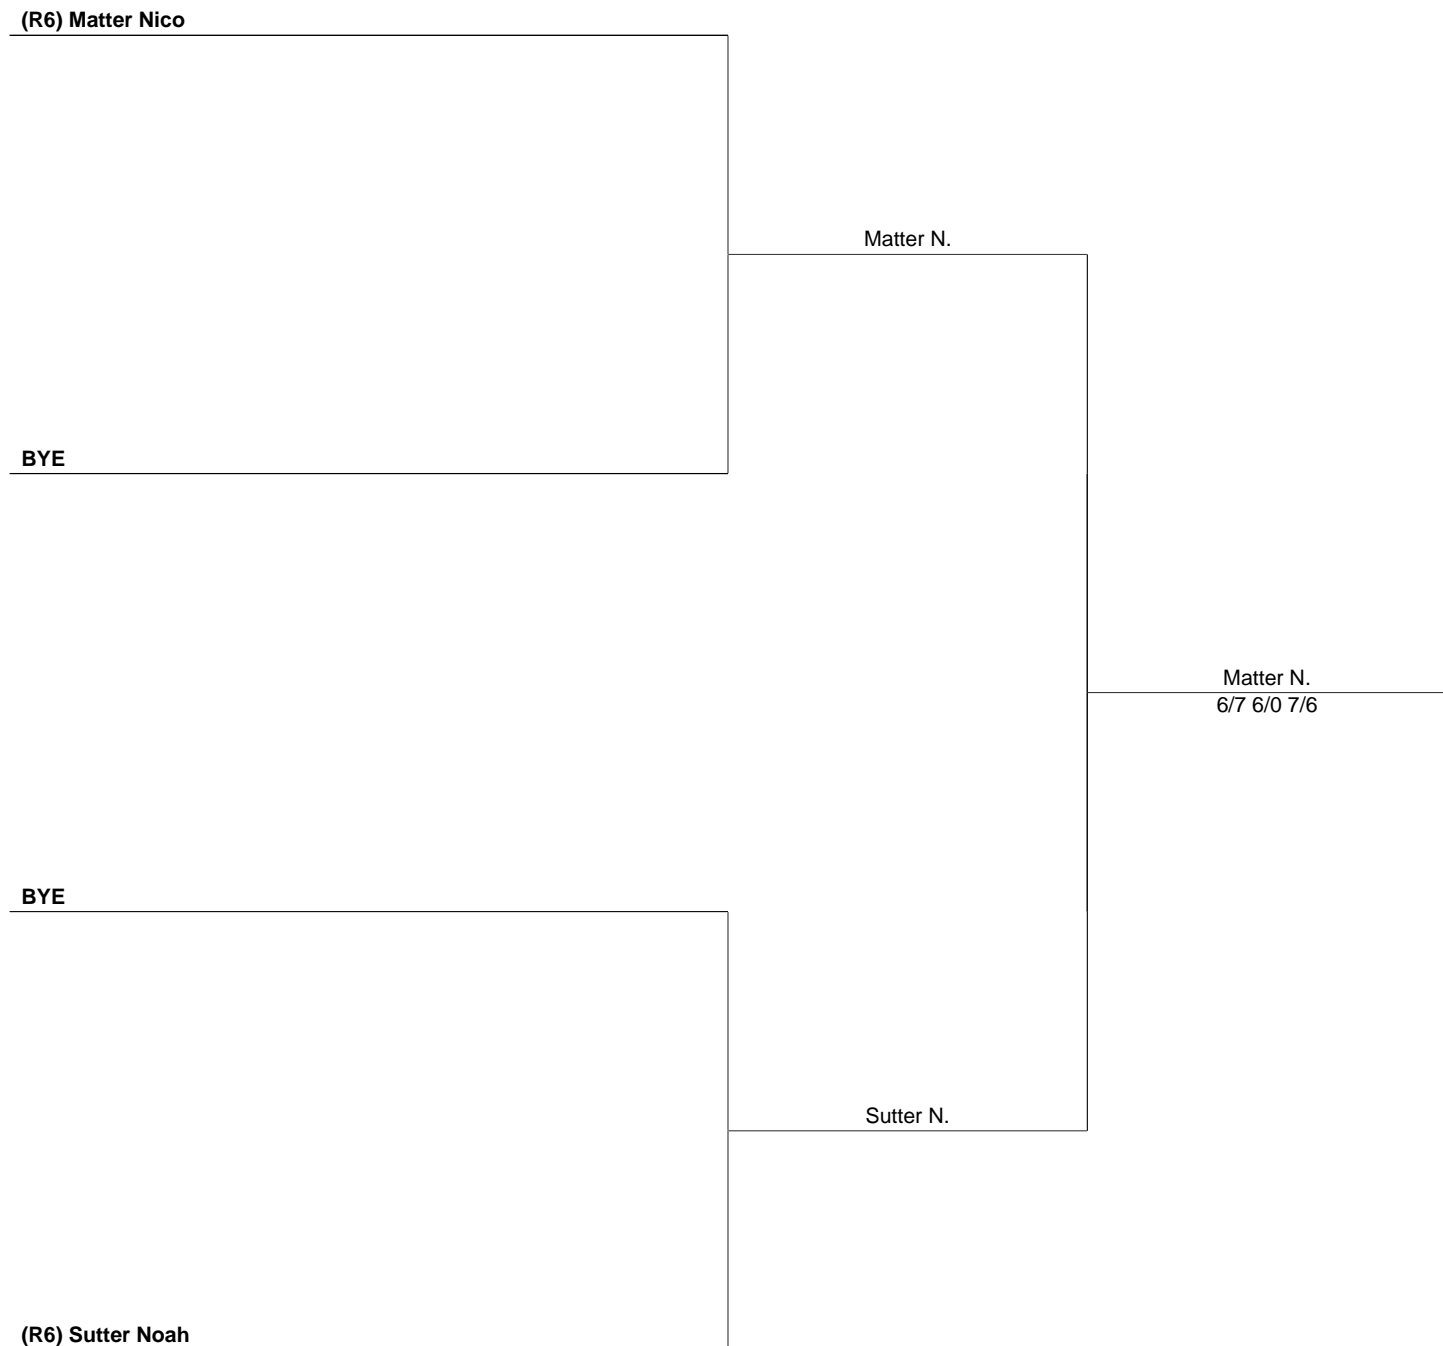 (R6) Matter Nico
Matter N.
BYE
Matter N.
6/7 6/0 7/6
BYE
Sutter N.
(R6) Sutter Noah